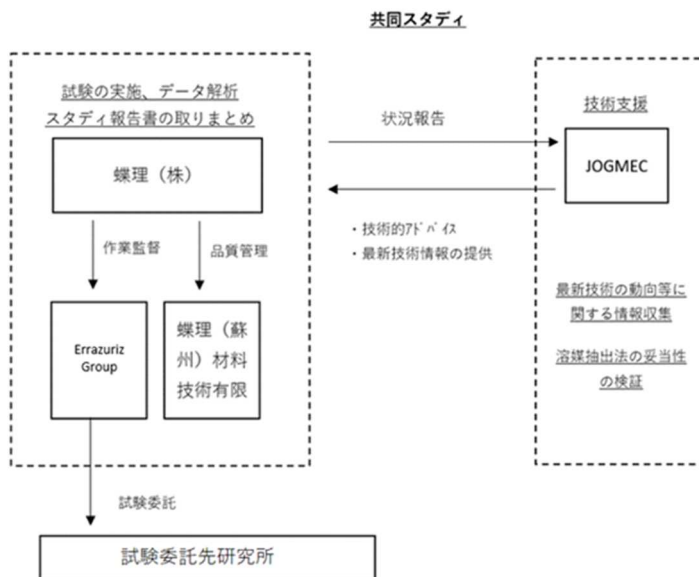 共同スタディ
試験の実施、データ解析
スタディ報告書の取りまとめ
蝶理（株）
作業監督
品質管理
Errazuriz
Group
蝶理（蘇
州）材料
技術有限
試験委託
試験委託先研究所
状況報告
・技術的ｱﾄﾞﾊﾞｲｽ
・最新技術情報の提供
技術支援
JOGMEC
最新技術の動向等に
関する情報収集
溶媒抽出法の妥当性
の検証